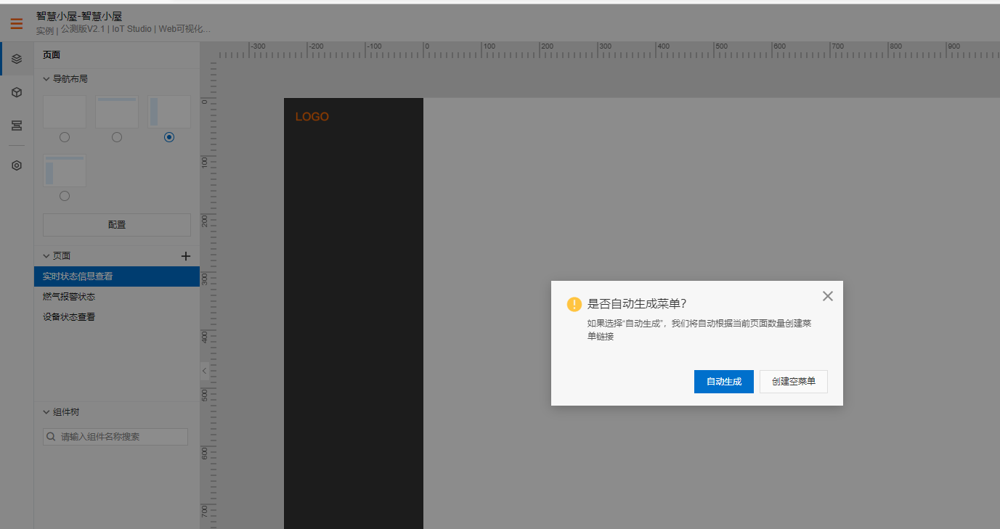 智慧小屋-智慧小屋
实例 | 公测版V2.1 | IoT Studio | Web可视化...
页面
导航布局
配置
页面
实时状态信息查看
燃气报警状态
设备状态查看
组件树
请输入组件名称搜索
-300 -200 -100 0 100 200 300 400 500 600 700 800 900
0
100
200
300
400
500
600
700
LOGO
是否自动生成菜单?
如果选择“自动生成”，我们将自动根据当前页面数量创建菜
单链接
自动生成 创建空菜单